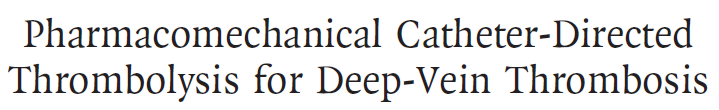 Pharmacomechanical Catheter-Directed
Thrombolysis for Deep-Vein Thrombosis